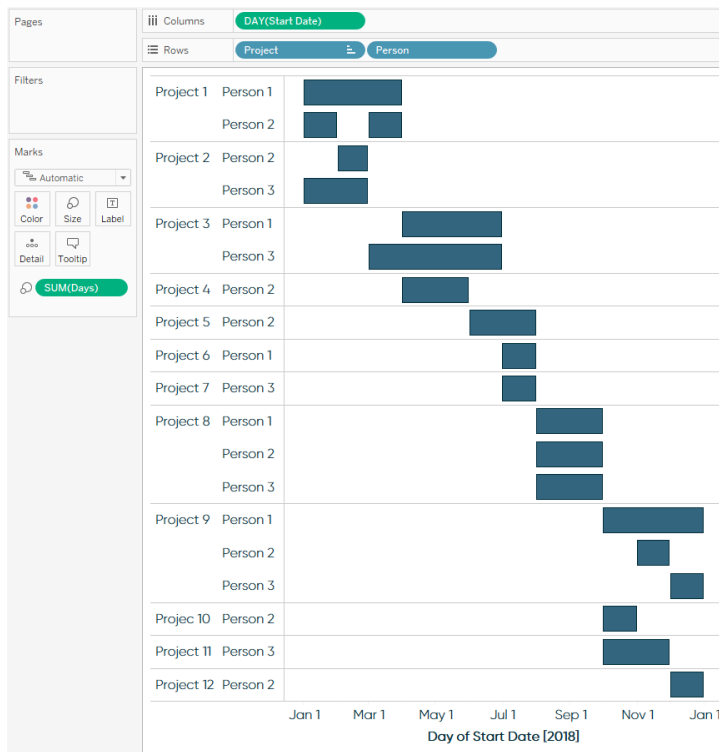 Pages
Columns DAY(Start Date)
Rows Project Person
Filters
Marks
Automatic
Color Size Label
Detail Tooltip
SUM(Days)
Project 1 Person 1
Person 2
Project 2 Person 2
Person 3
Project 3 Person 1
Person 3
Project 4 Person 2
Project 5 Person 2
Project 6 Person 1
Project 7 Person 3
Project 8 Person 1
Person 2
Person 3
Project 9 Person 1
Person 2
Person 3
Projec 10 Person 2
Project 11 Person 3
Project 12 Person 2
Jan 1 Mar 1 May 1 Jul 1 Sep 1 Nov 1 Jan 1
Day of Start Date [2018]